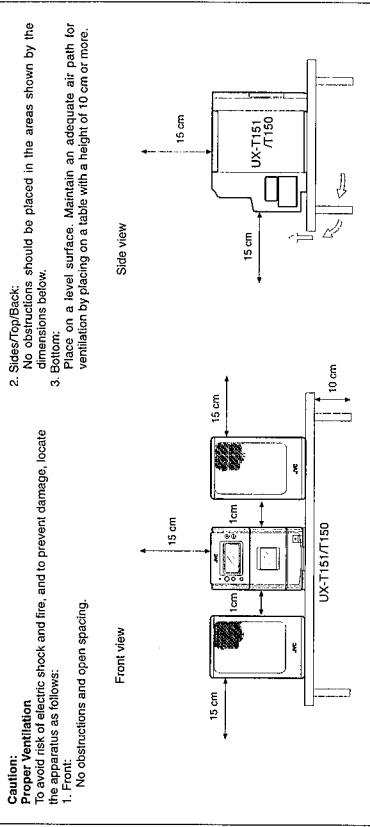 Caution:
Proper Ventilation
To avoid risk of electric shock and fire, and to prevent damage, locate
the apparatus as follows:
1. Front:
No obstructions and open spacing.
2. Sides/Top/Back:
No obstructions should be placed in the areas shown by the
dimensions below.
3. Bottom:
Place on a level surface. Maintain an adequate air path for
ventilation by placing on a table with a height of 10 cm or more.
Front view
15 cm
15 cm
15 cm
1cm
1cm
JVC
JVC
JVC
10 cm
UX-T151/T150
Side view
15 cm
15 cm
UX-T151
/T150